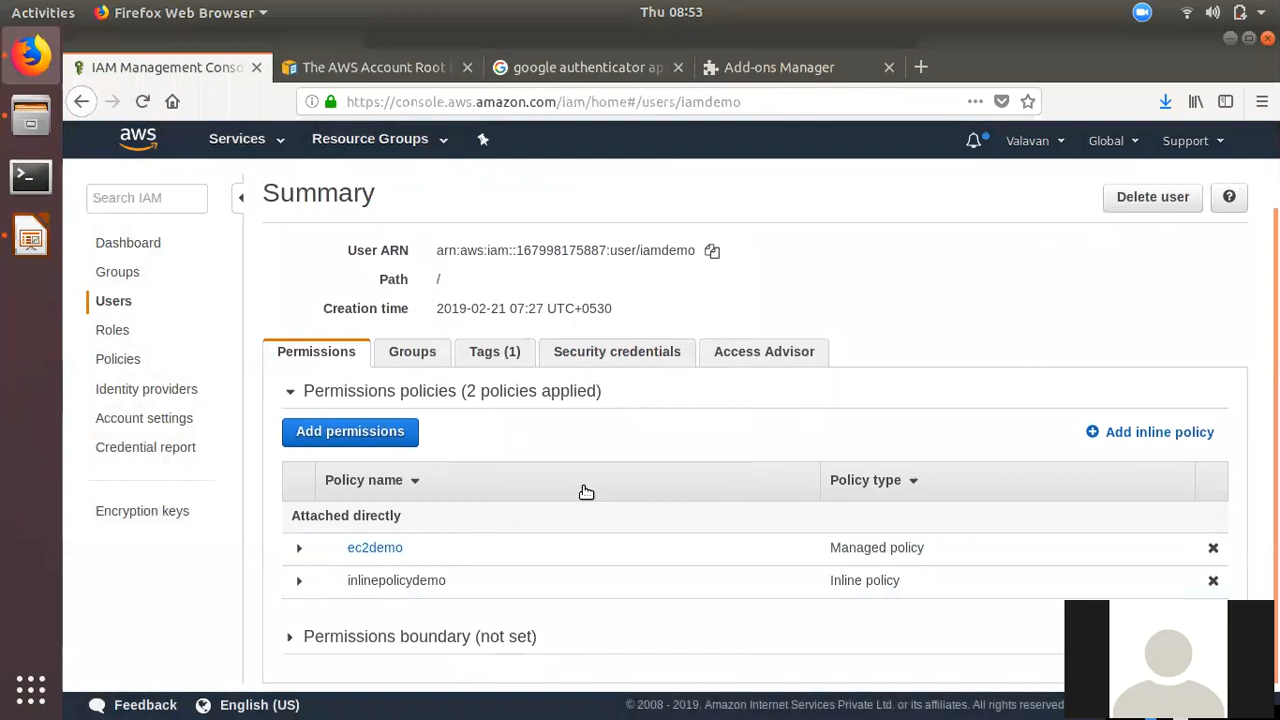 Activities
Firefox Web Browser
Thu 08:53
IAM Management Conso
The AWS Account Root
google authenticator ap
Add-ons Manager
https://console.aws.amazon.com/iam/home#/users/iamdemo
aws
Services
Resource Groups
Valavan
Global
Support
Search IAM
Summary
Delete user
Dashboard
Groups
Users
Roles
Policies
Identity providers
Account settings
Credential report
Encryption keys
User ARN
arn:aws:iam::167998175887:user/iamdemo
Path
/
Creation time
2019-02-21 07:27 UTC+0530
Permissions
Groups
Tags (1)
Security credentials
Access Advisor
Permissions policies (2 policies applied)
Add permissions
Add inline policy
Policy name
Policy type
Attached directly
ec2demo
Managed policy
inlinepolicydemo
Inline policy
Permissions boundary (not set)
Feedback
English (US)
© 2008 - 2019, Amazon Internet Services Private Ltd. or its affiliates. All rights reserved